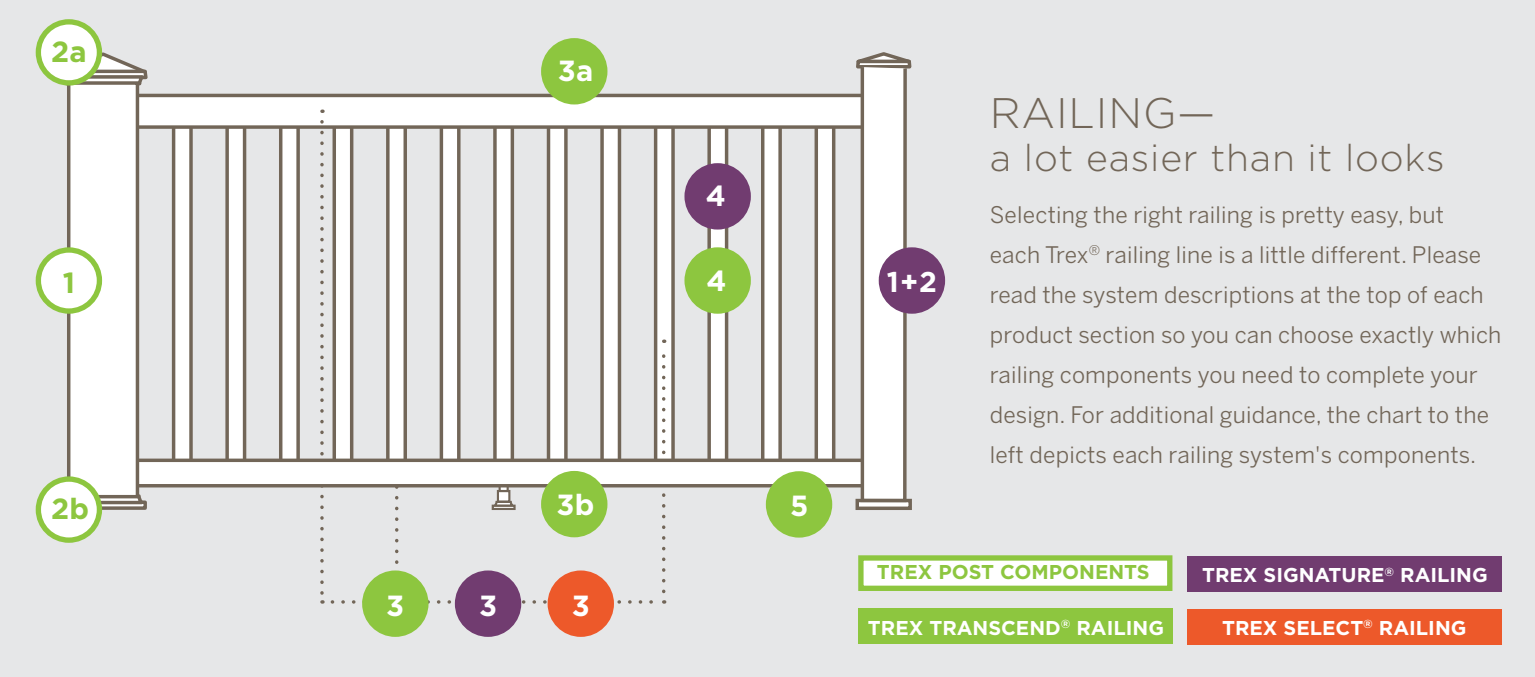 2a
3a
4
1
4
1+2
2b
3b
5
3 3 3
RAILING—
a lot easier than it looks
Selecting the right railing is pretty easy, but
each Trex® railing line is a little different. Please
read the system descriptions at the top of each
product section so you can choose exactly which
railing components you need to complete your
design. For additional guidance, the chart to the
left depicts each railing system's components.
TREX POST COMPONENTS
TREX SIGNATURE® RAILING
TREX TRANSCEND® RAILING
TREX SELECT® RAILING